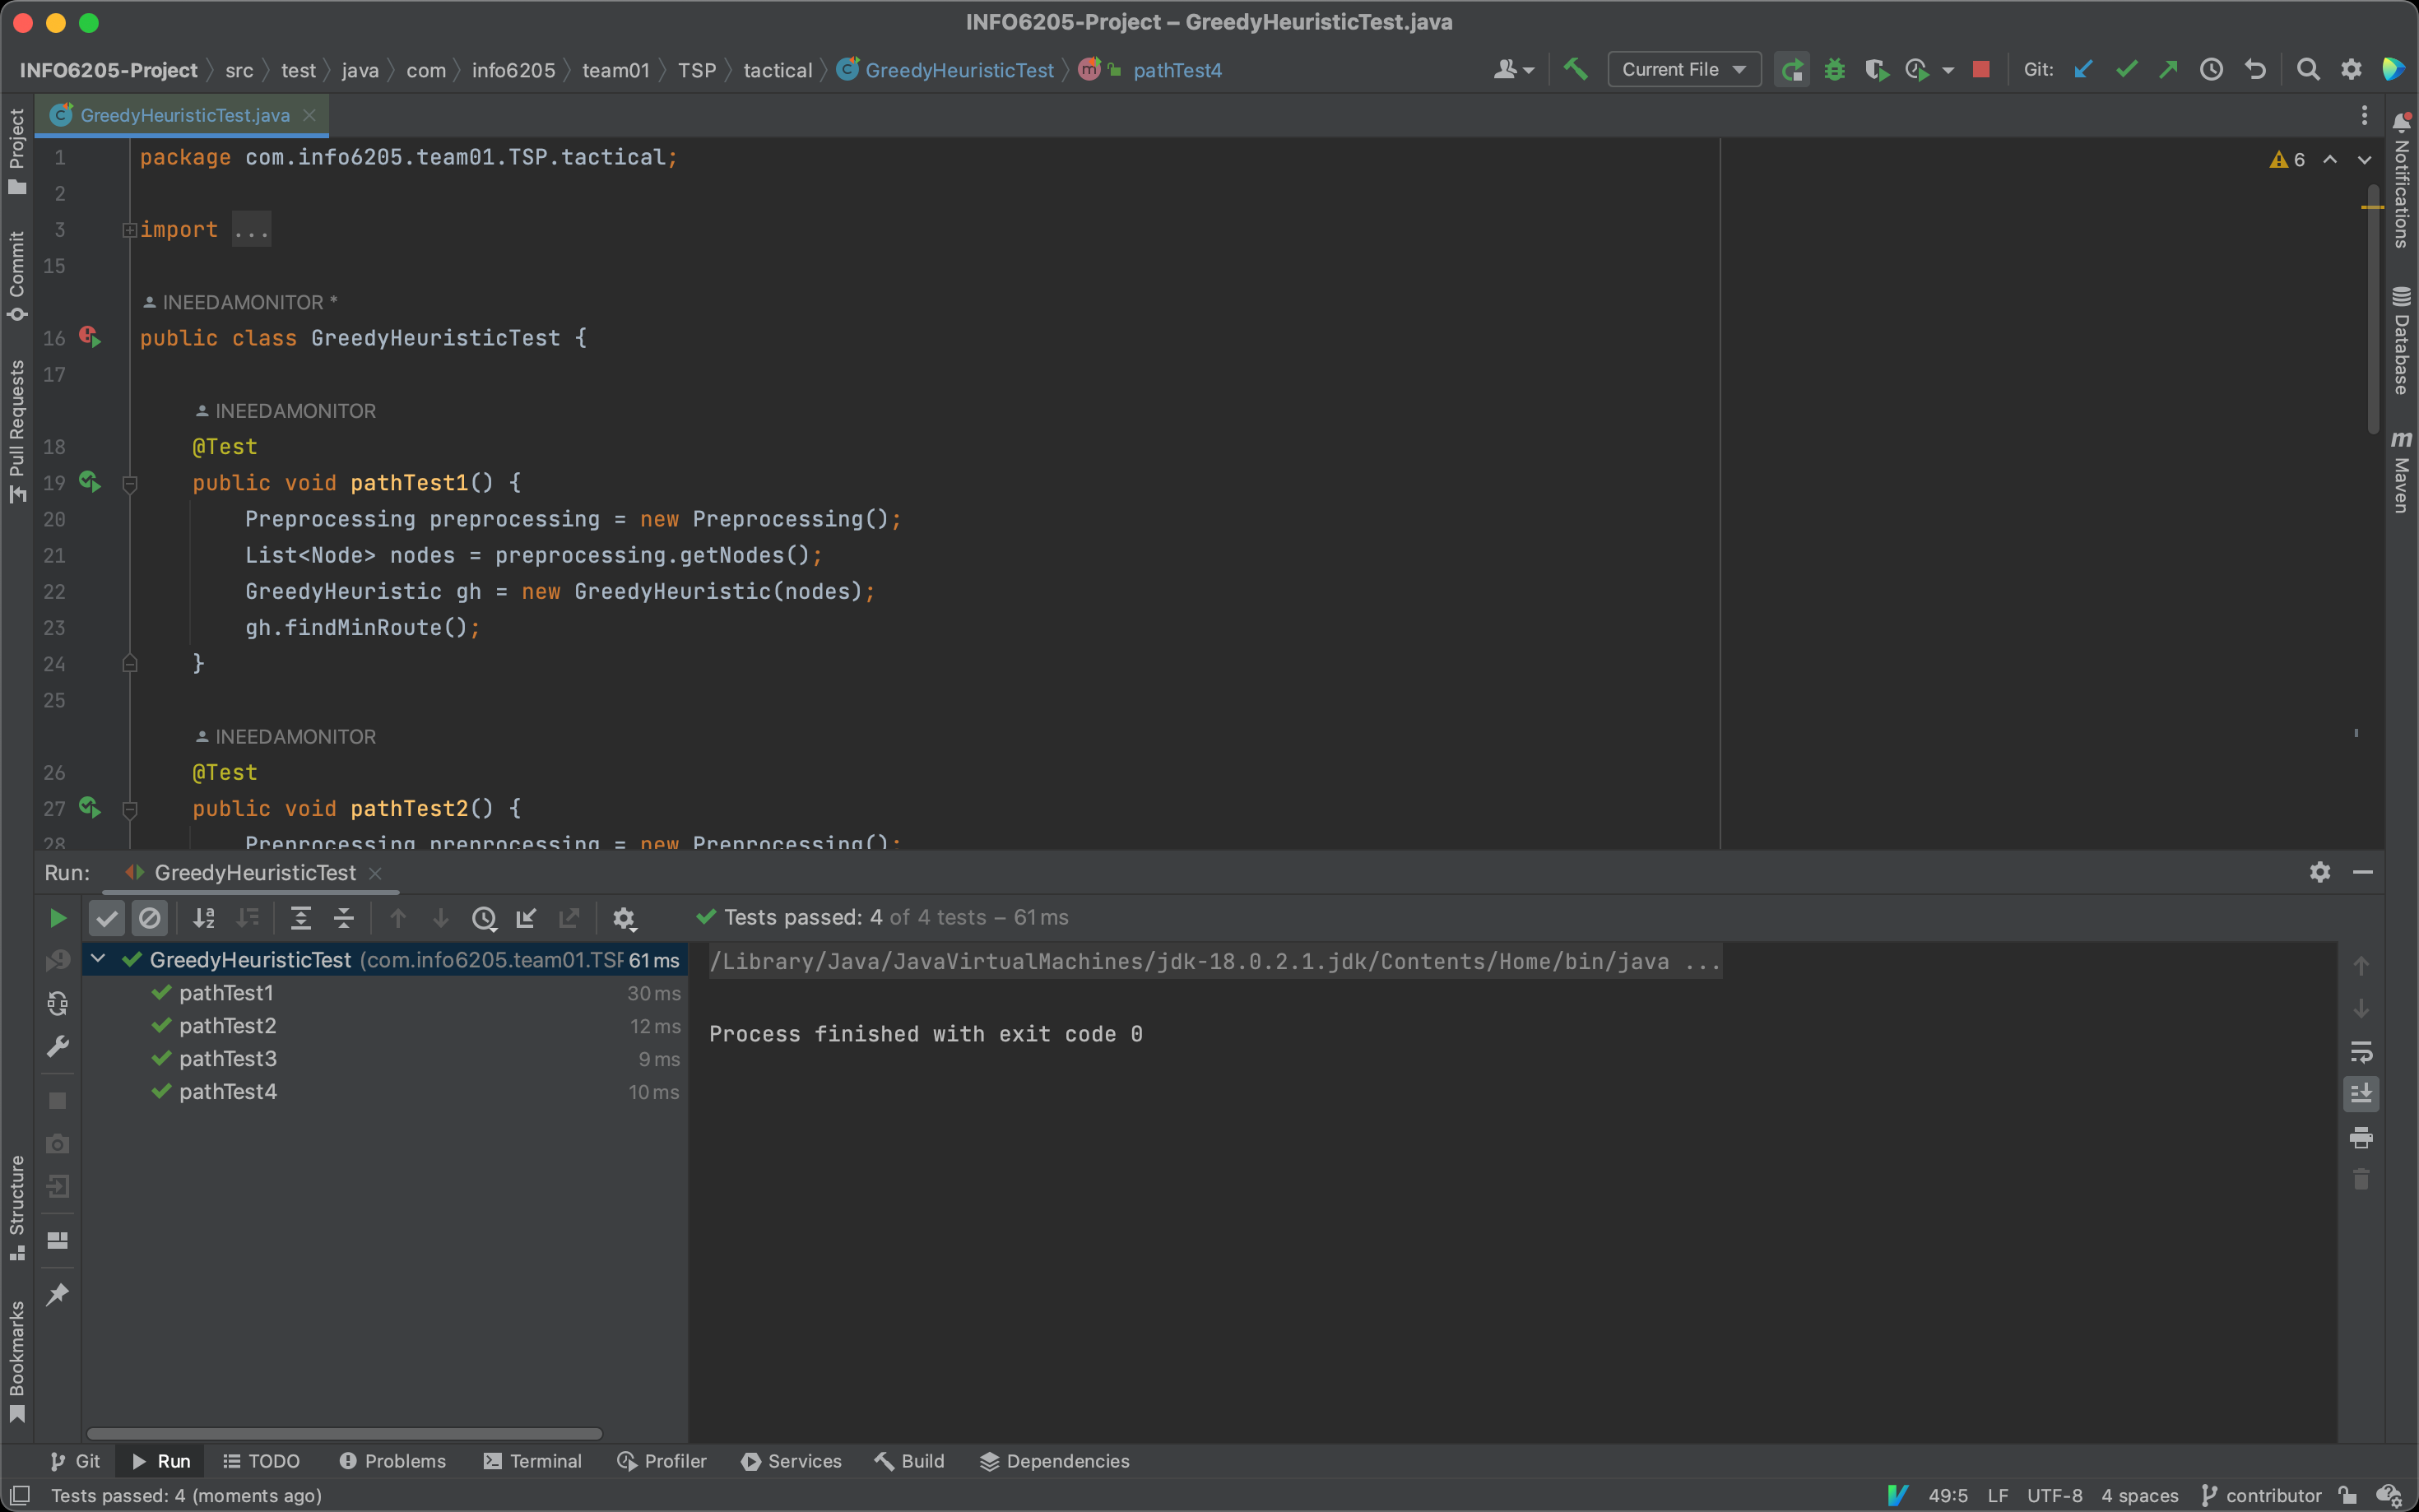 INFO6205-Project – GreedyHeuristicTest.java
INFO6205-Project src test java com info6205 team01 TSP tactical GreedyHeuristicTest pathTest4 Current File Git:
GreedyHeuristicTest.java
6
1 package com.info6205.team01.TSP.tactical;
2
3 import ...
15
INEEDAMONITOR *
16 public class GreedyHeuristicTest {
17
INEEDAMONITOR
18 @Test
19 public void pathTest1() {
20 Preprocessing preprocessing = new Preprocessing();
21 List<Node> nodes = preprocessing.getNodes();
22 GreedyHeuristic gh = new GreedyHeuristic(nodes);
23 gh.findMinRoute();
24 }
25
INEEDAMONITOR
26 @Test
27 public void pathTest2() {
28 Preprocessing preprocessing = new Preprocessing();
Project
Commit
Pull Requests
Structure
Bookmarks
Notifications
Database
m Maven
Run: GreedyHeuristicTest
Tests passed: 4 of 4 tests – 61 ms
GreedyHeuristicTest (com.info6205.team01.TSP 61 ms
pathTest1 30 ms
pathTest2 12 ms
pathTest3 9 ms
pathTest4 10 ms
/Library/Java/JavaVirtualMachines/jdk-18.0.2.1.jdk/Contents/Home/bin/java ...
Process finished with exit code 0
Git Run TODO Problems Terminal Profiler Services Build Dependencies
Tests passed: 4 (moments ago) 49:5 LF UTF-8 4 spaces contributor